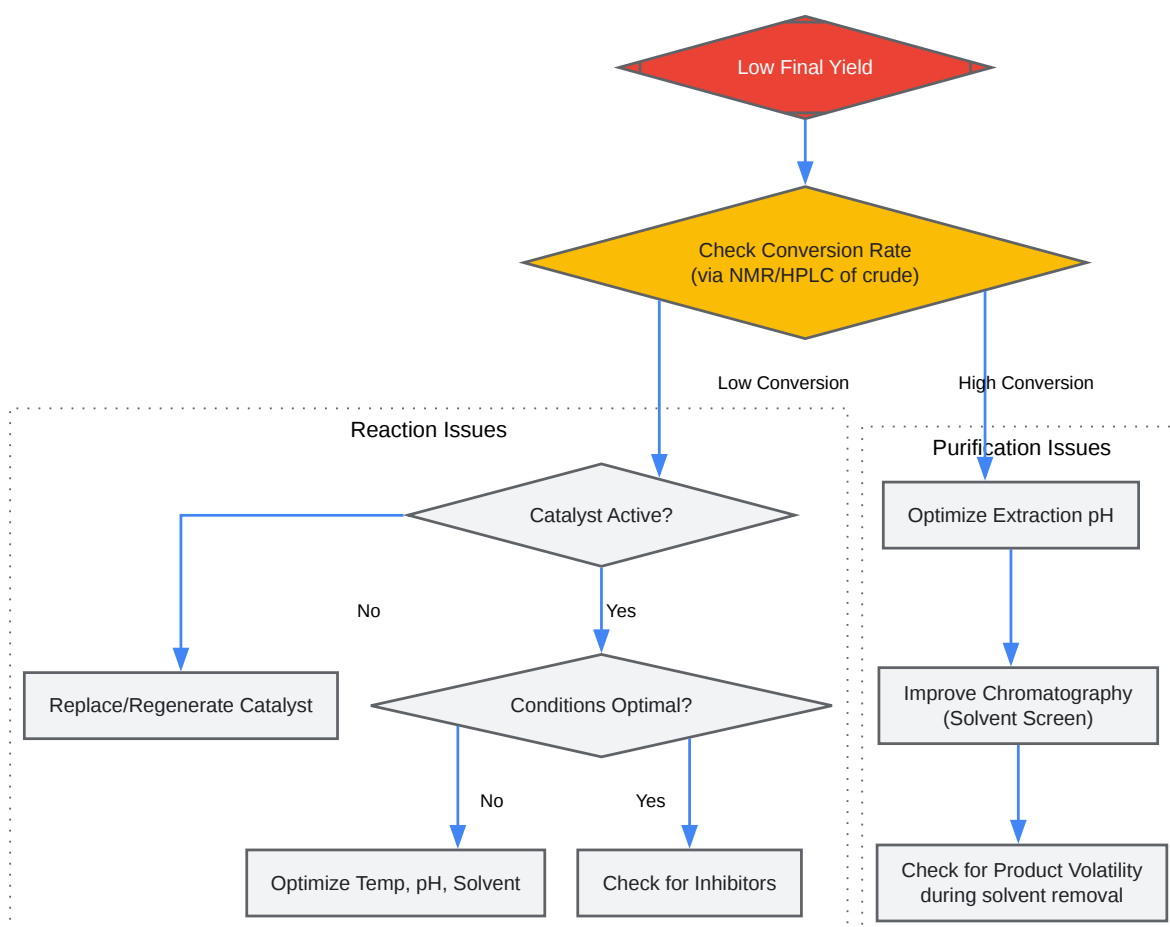 Low Final Yield
Check Conversion Rate
(via NMR/HPLC of crude)
Low Conversion
High Conversion
Reaction Issues
Purification Issues
Catalyst Active?
Optimize Extraction pH
No
Yes
Replace/Regenerate Catalyst
Conditions Optimal?
Improve Chromatography
(Solvent Screen)
No
Yes
Optimize Temp, pH, Solvent
Check for Inhibitors
Check for Product Volatility
during solvent removal